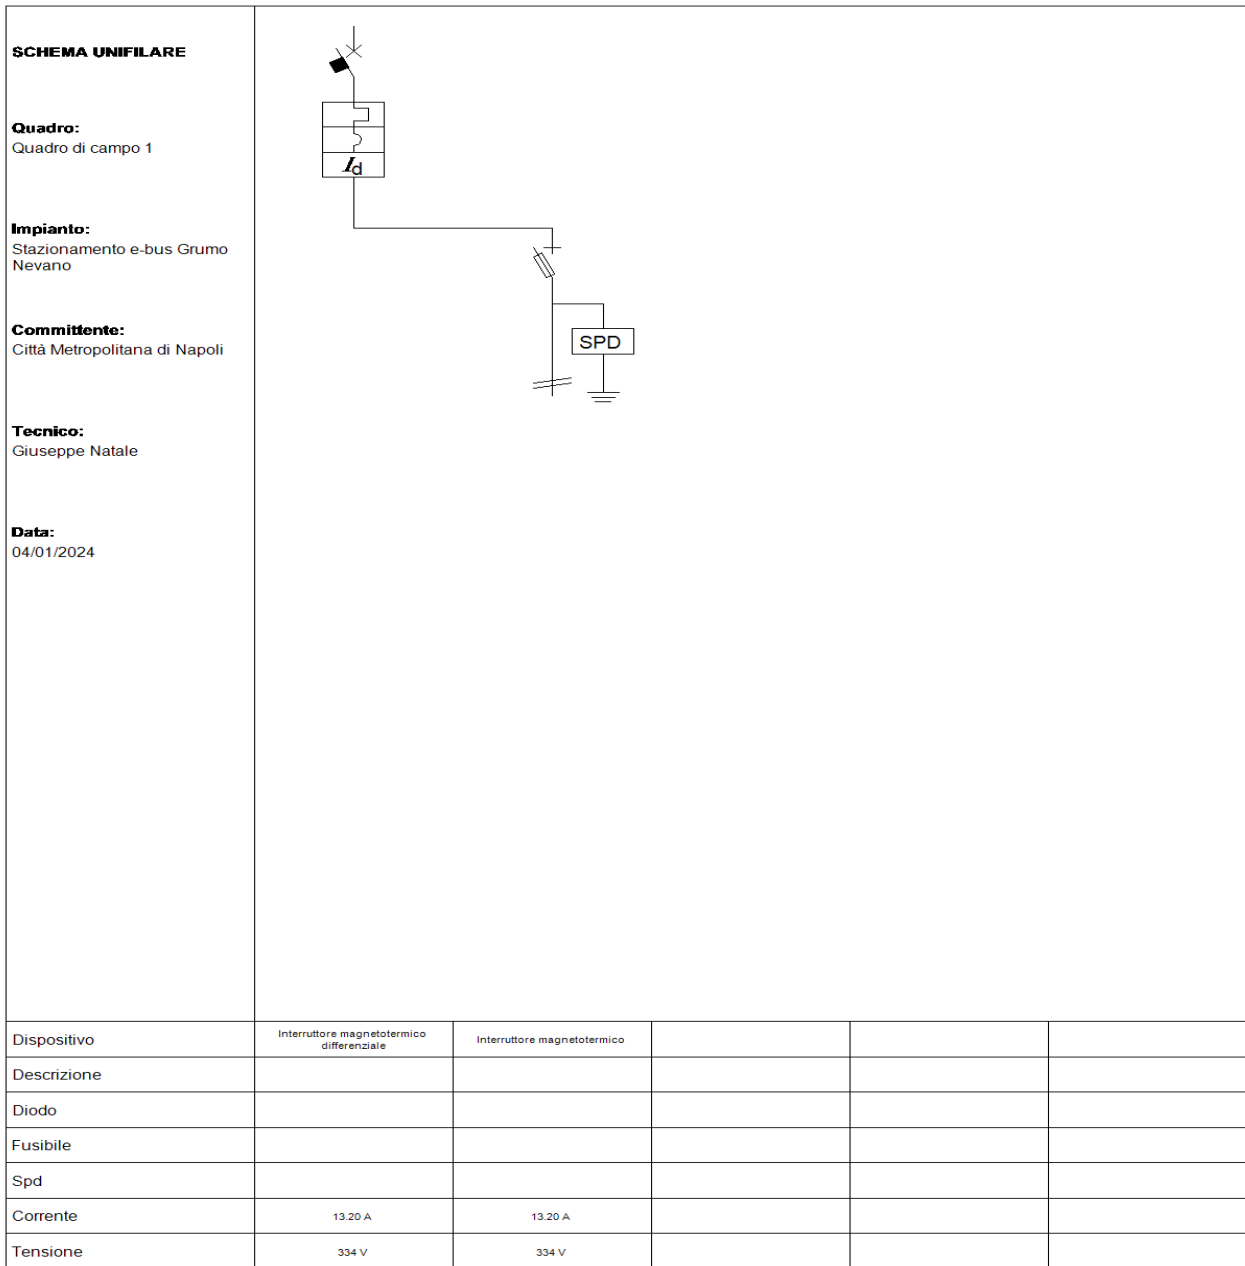 SCHEMA UNIFILARE
Quadro:
Quadro di campo 1
Impianto:
Stazionamento e-bus Grumo
Nevano
Committente:
Città Metropolitana di Napoli
Tecnico:
Giuseppe Natale
Data:
04/01/2024
Id
SPD
Dispositivo
Interruttore magnetotermico
differenziale
Interruttore magnetotermico
Descrizione
Diodo
Fusibile
Spd
Corrente
13.20 A
13.20 A
Tensione
334 V
334 V